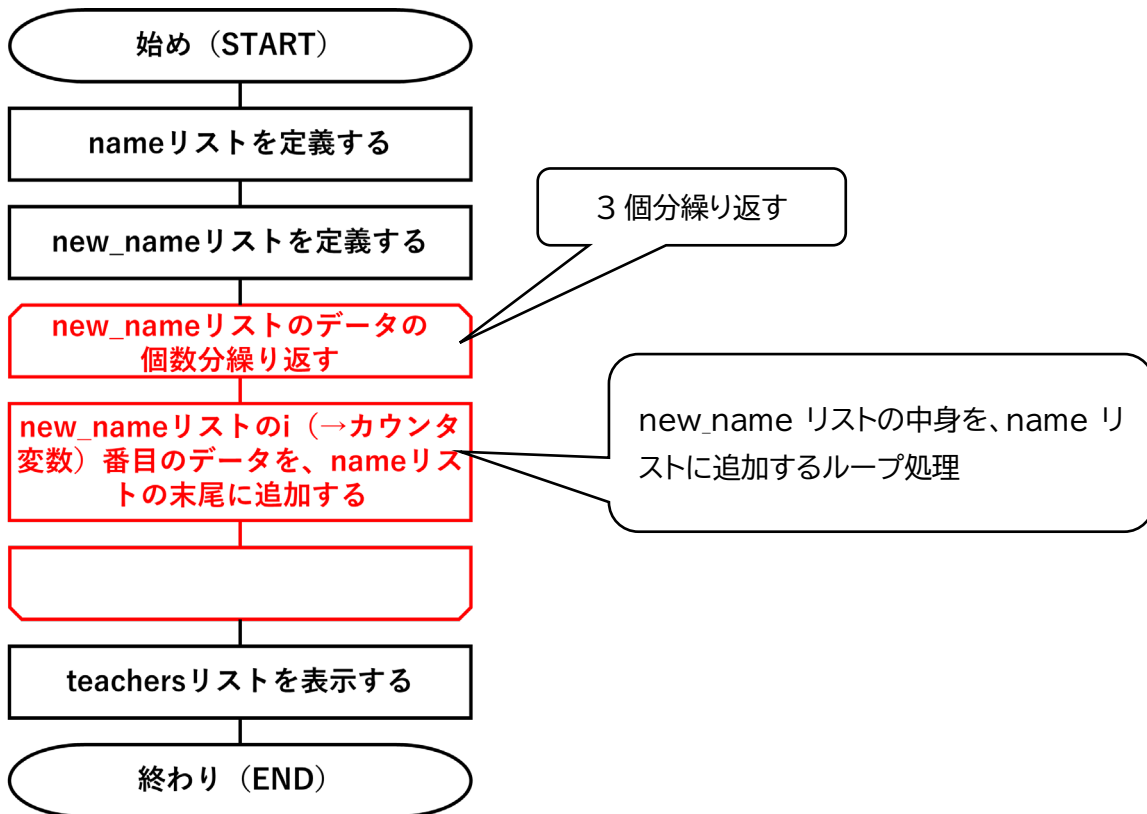 始め（START）
nameリストを定義する
3 個分繰り返す
new_nameリストを定義する
new_nameリストのデータの
個数分繰り返す
new_nameリストのi（→カウンタ
変数）番目のデータを、nameリス
トの末尾に追加する
new_name リストの中身を、name リ
ストに追加するループ処理
teachersリストを表示する
終わり（END）